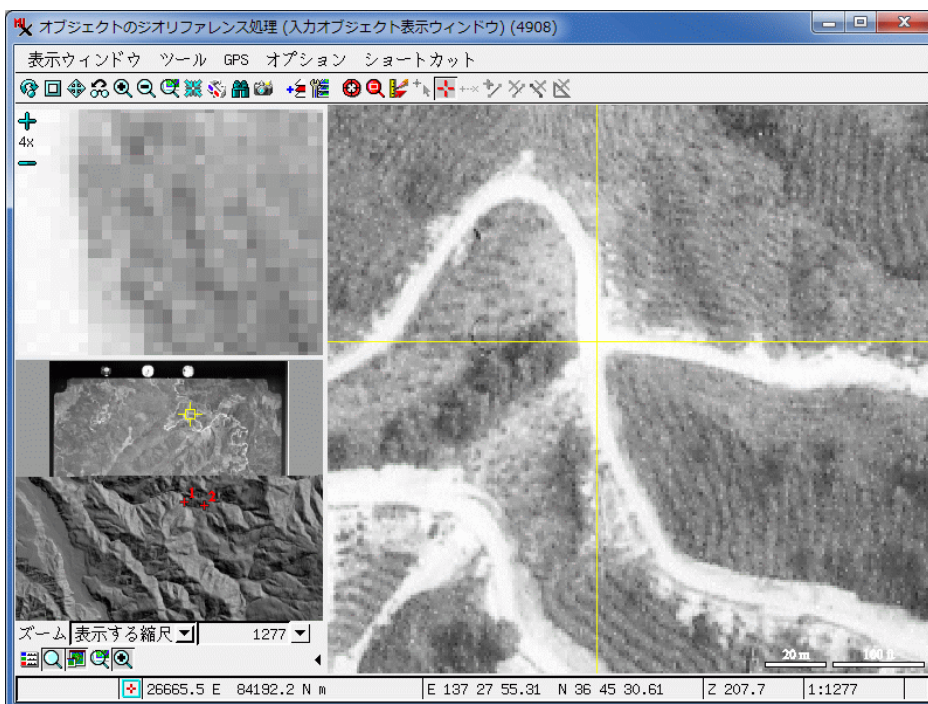 オブジェクトのジオリファレンス処理 (入力オブジェクト表示ウィンドウ) (4908)
表示ウィンドウ ツール GPS オプション ショートカット
4x
ズーム 表示する縮尺 1277
20 m 100 ft
26665.5 E 84192.2 N m E 137 27 55.31 N 36 45 30.61 Z 207.7 1:1277